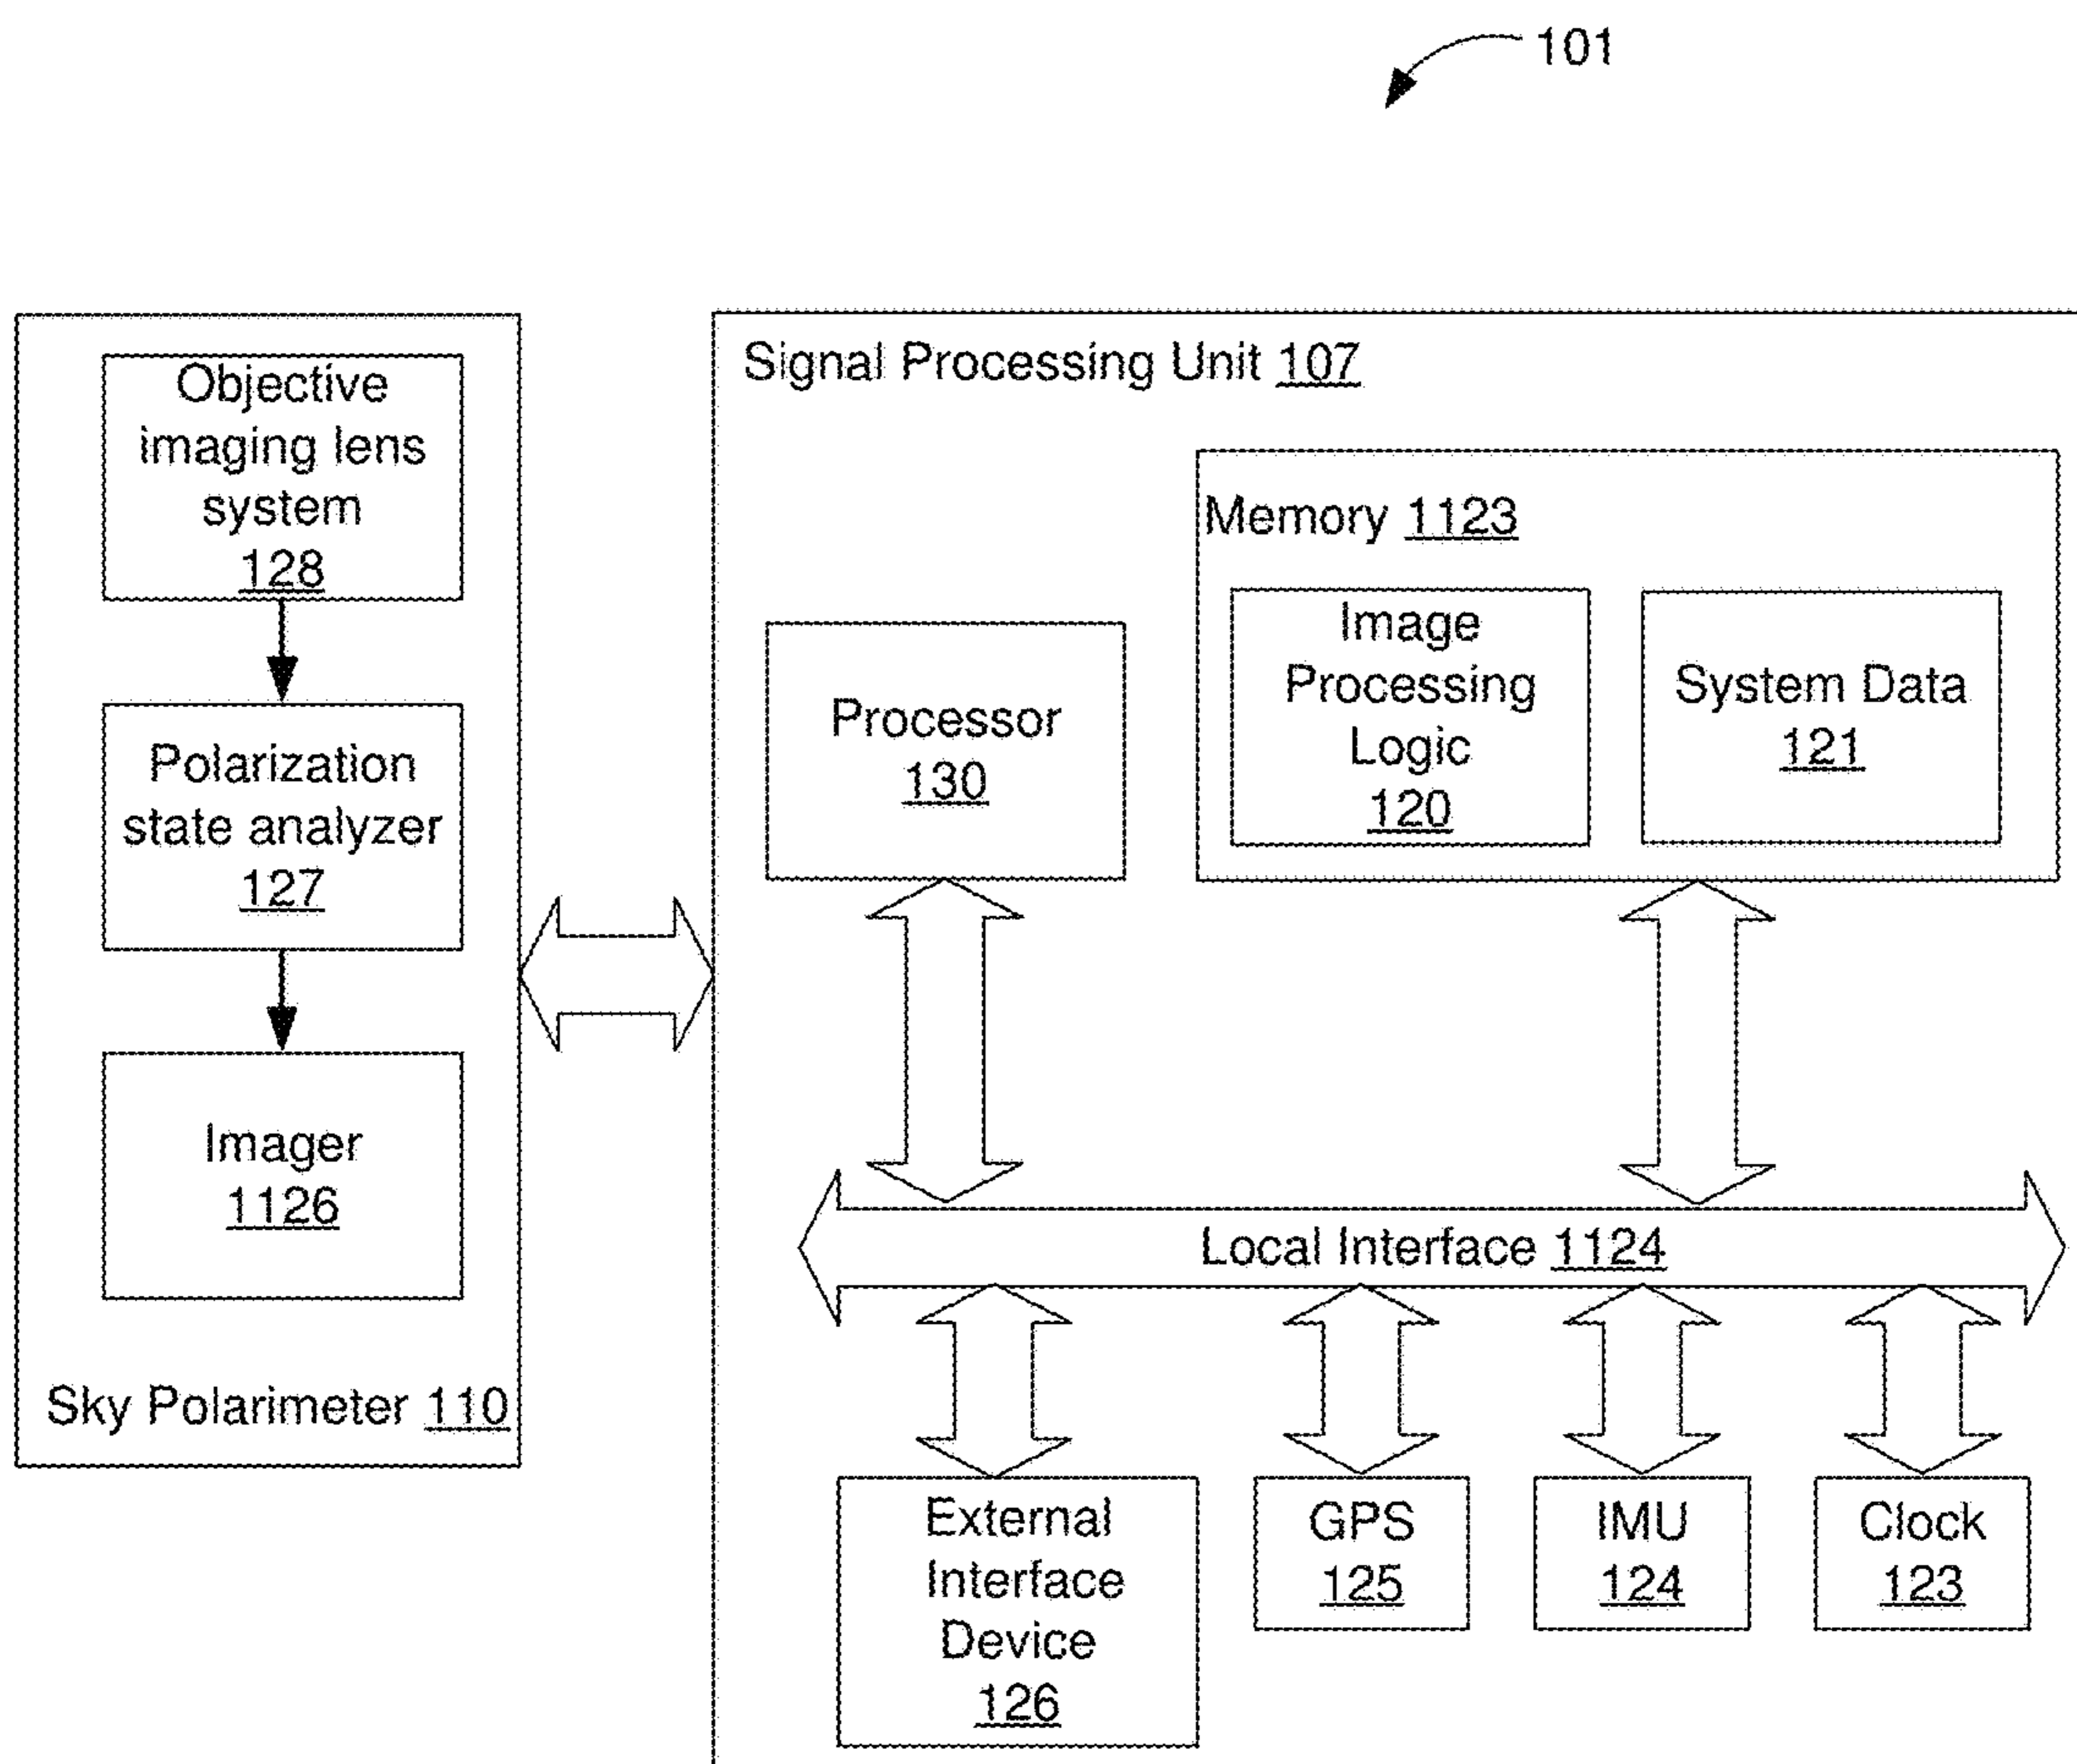 101
Objective
imaging lens
system
128
Polarization
state analyzer
127
Imager
1126
Sky Polarimeter 110
Signal Processing Unit 107
Memory 1123
Processor
130
Image
Processing
Logic
120
System Data
121
Local Interface 1124
External
Interface
Device
126
GPS
125
IMU
124
Clock
123